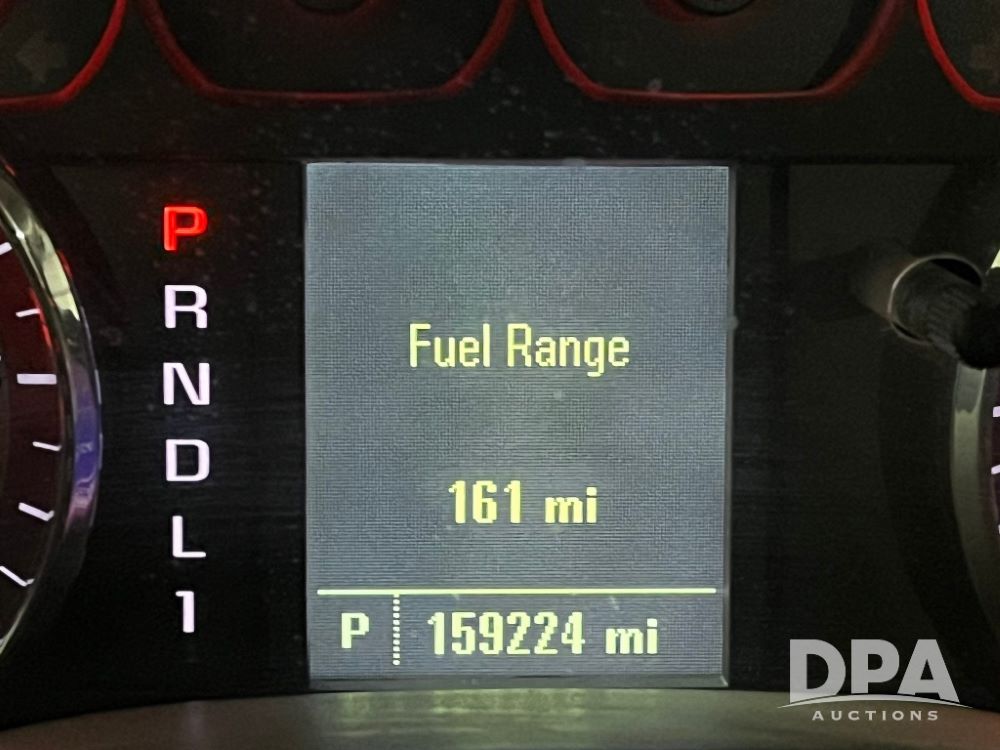 P
R
N
D
L
1
Fuel Range
161 mi
P 159224 mi
DPA
AUCTIONS